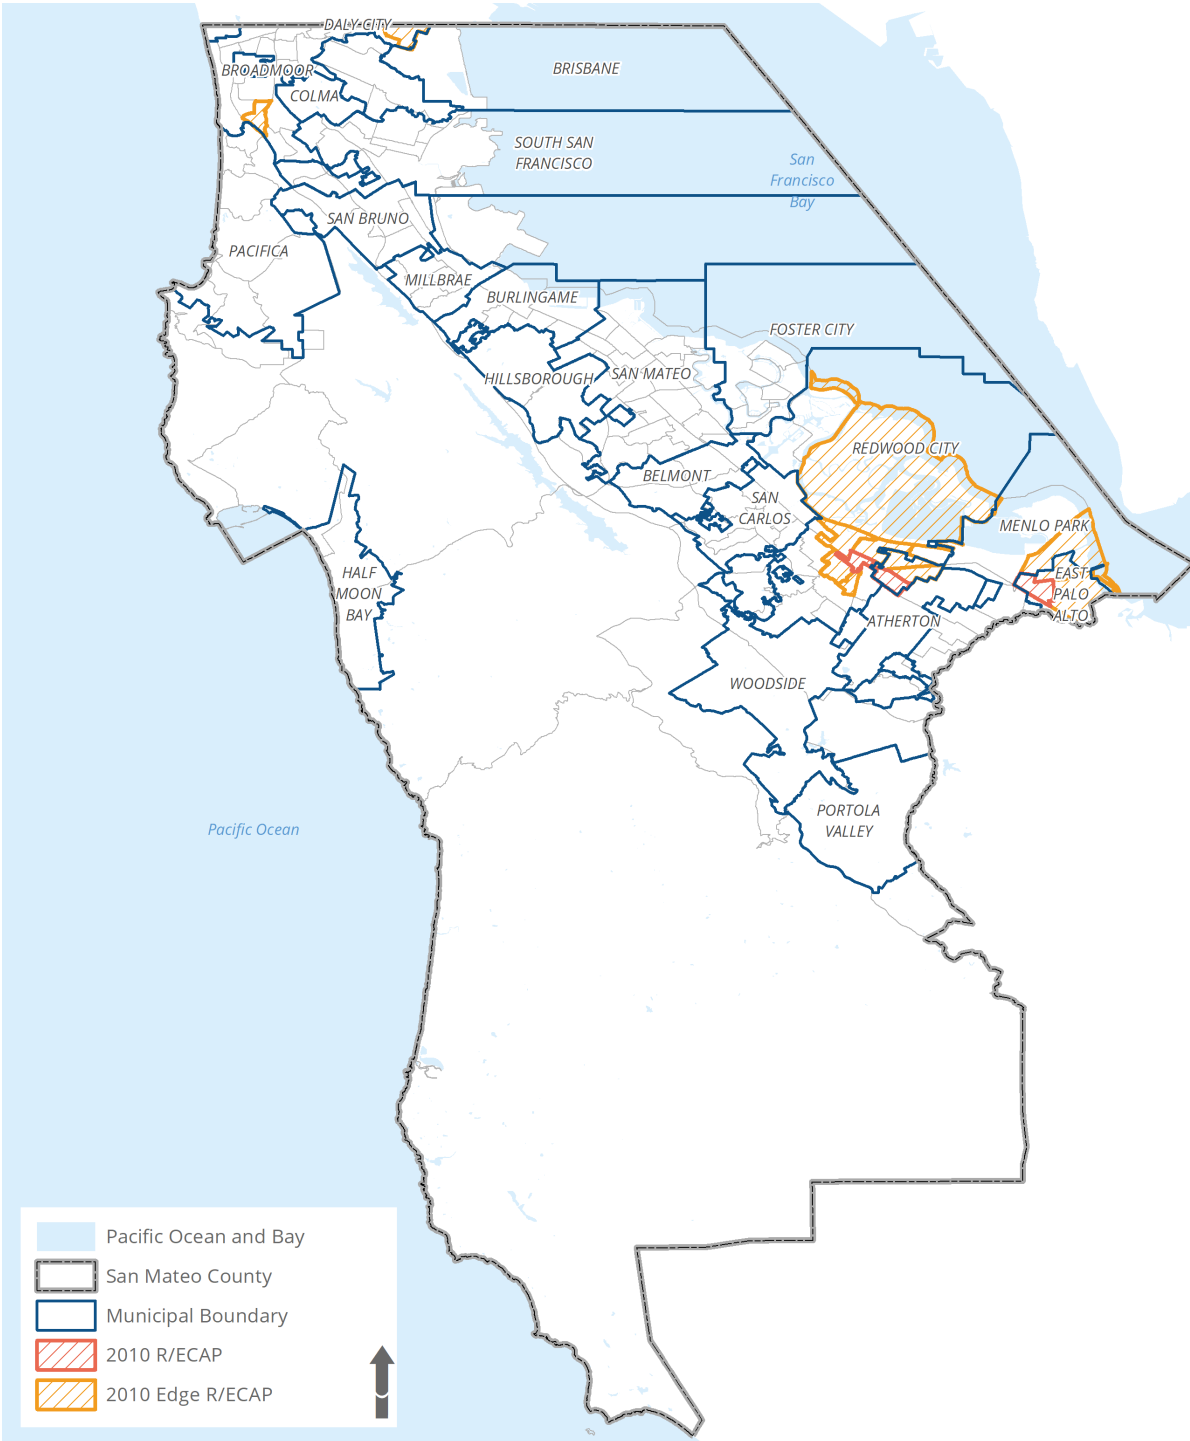 DALY CITY
BROADMOOR
BRISBANE
COLMA
SOUTH SAN
FRANCISCO
San
Francisco
Bay
SAN BRUNO
PACIFICA
MILLBRAE
BURLINGAME
FOSTER CITY
HILLSBOROUGH
SAN MATEO
REDWOOD CITY
BELMONT
SAN
CARLOS
MENLO PARK
HALF
MOON
BAY
EAST
PALO
ALTO
ATHERTON
WOODSIDE
PORTOLA
VALLEY
Pacific Ocean
Pacific Ocean and Bay
San Mateo County
Municipal Boundary
2010 R/ECAP
2010 Edge R/ECAP